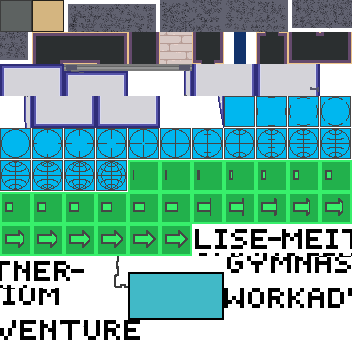 LISE-MEIT
GYMNAS
TNER-
IUM
WORKAD'
VENTURE